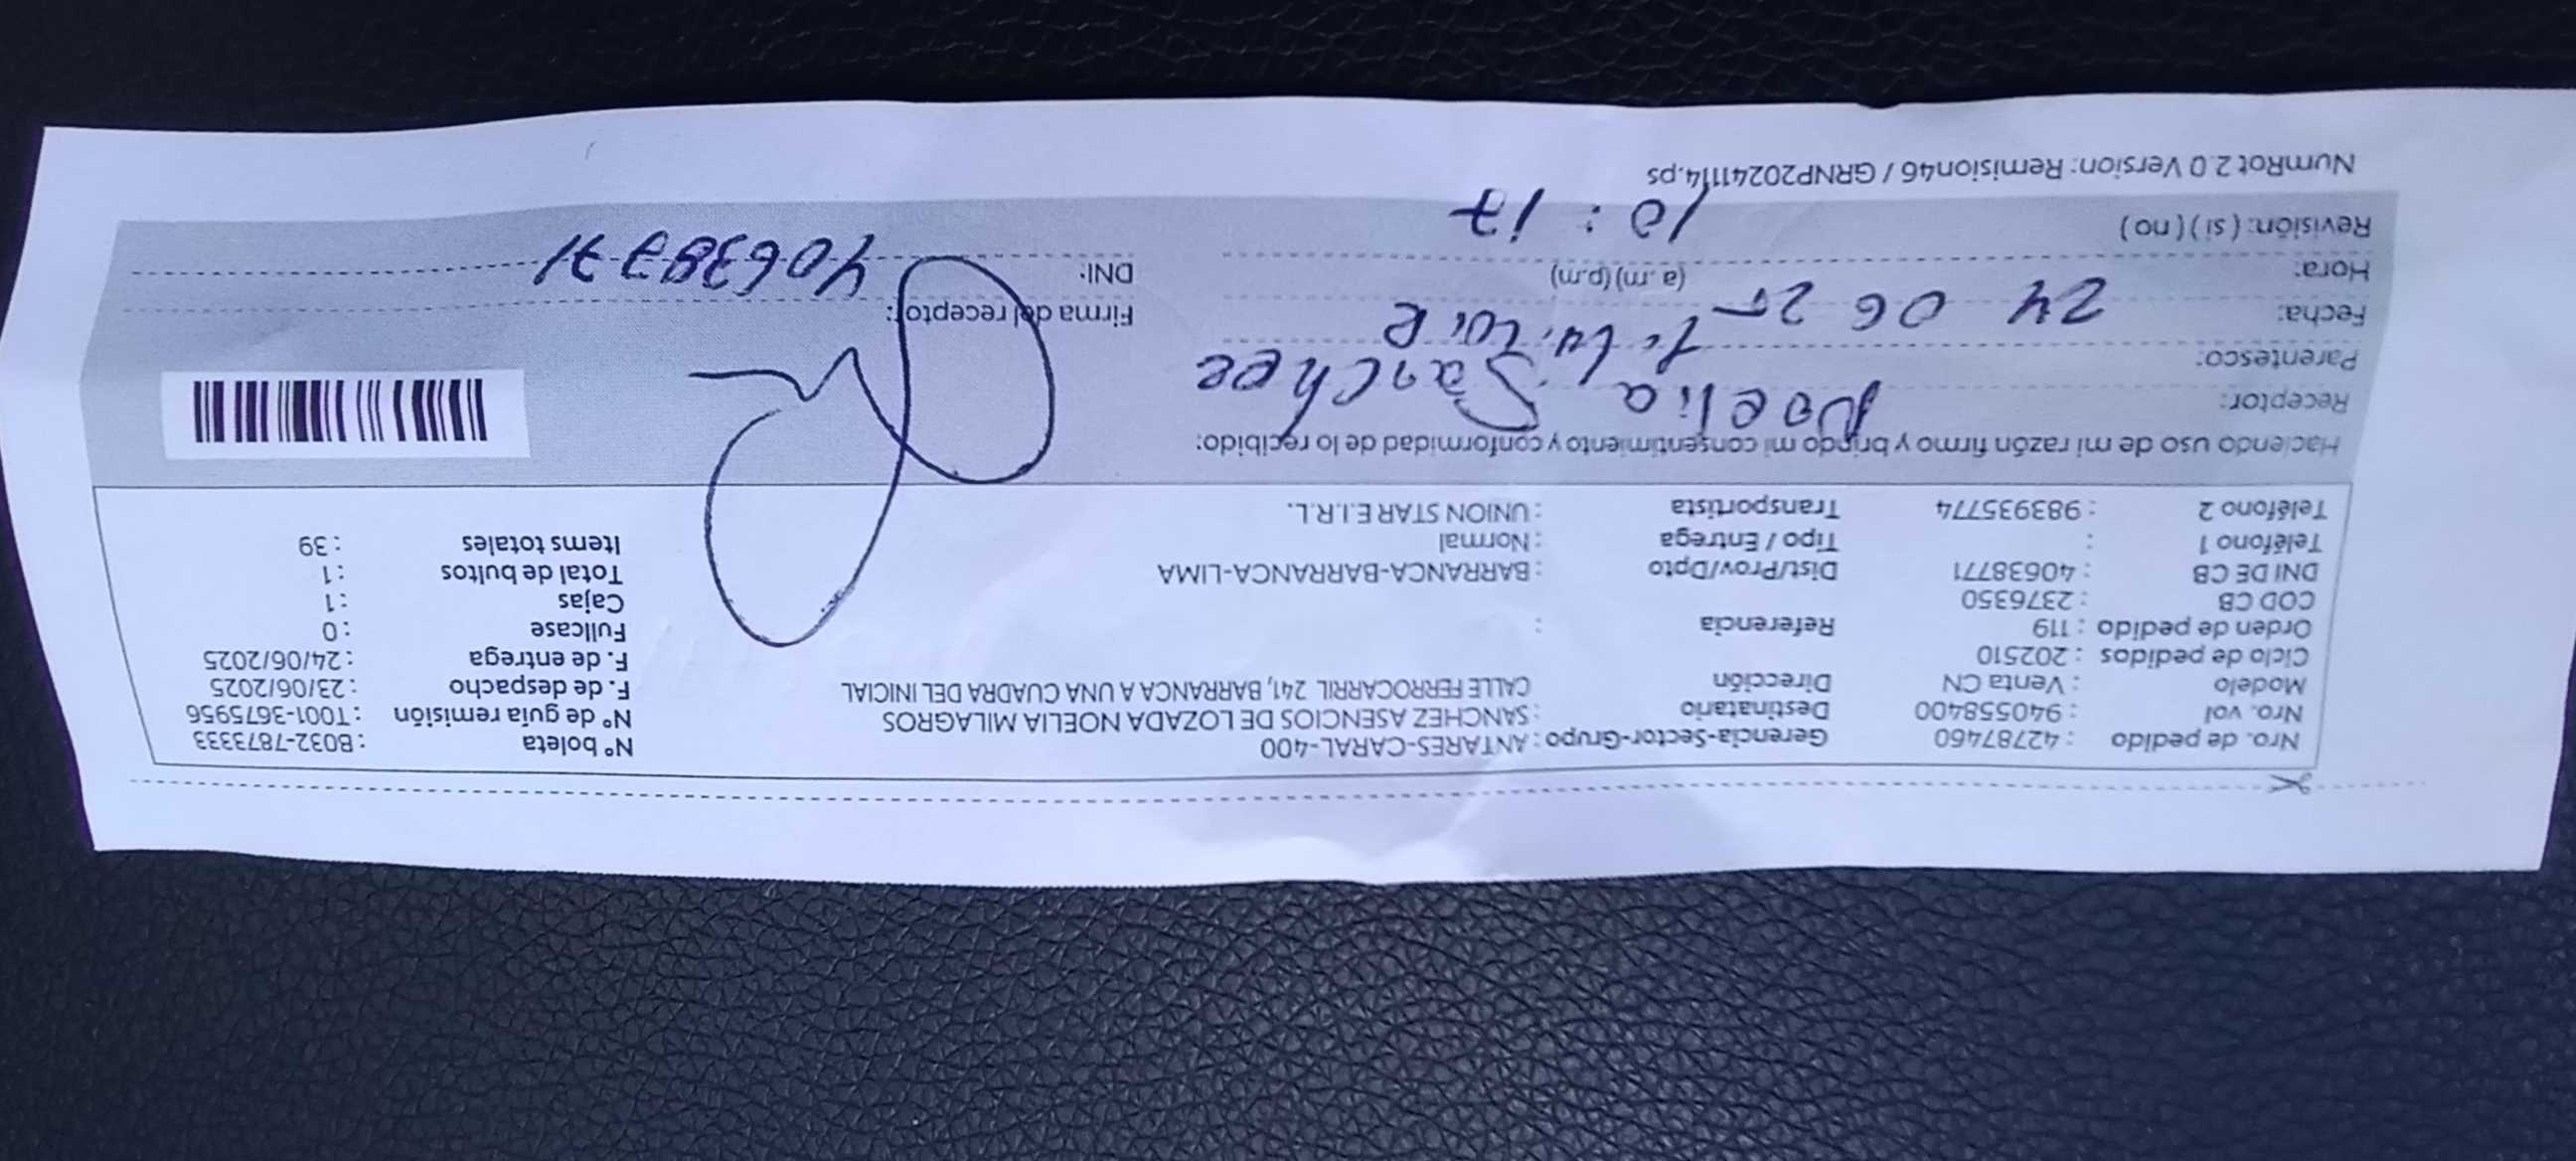 Nro. de pedido : 42787460 Gerencia-Sector-Grupo : ANTARES-CARAL-400 N° boleta : B032-7873333
Nro. vol : 940558400 Destinatario : SANCHEZ ASENCIOS DE LOZADA NOELIA MILAGROS N° de guía remisión : T001-3675956
Modelo : Venta CN Dirección CALLE FERROCARRIL 241, BARRANCA A UNA CUADRA DEL INICIAL F. de despacho : 23/06/2025
Ciclo de pedidos : 202510 F. de entrega : 24/06/2025
Orden de pedido : 119 Referencia : Fullcase : 0
COD CB : 2376350 Cajas : 1
DNI DE CB : 40638771 Dist/Prov/Dpto : BARRANCA-BARRANCA-LIMA Total de bultos : 1
Teléfono 1 : Tipo / Entrega : Normal Items totales : 39
Teléfono 2 : 983935774 Transportista : UNION STAR E.I.R.L.
Haciendo uso de mi razón firmo y brindo mi consentimiento y conformidad de lo recibido:
Receptor: Noelia Sanchez
Parentesco:
Fecha: 24 06 25 Firma del receptor:
Hora: (a.m) (p.m) DNI: 40638771
Revisión: ( si ) ( no ) 10:17
NumRot 2.0 Version: Remision46 / GRNP20241114.ps